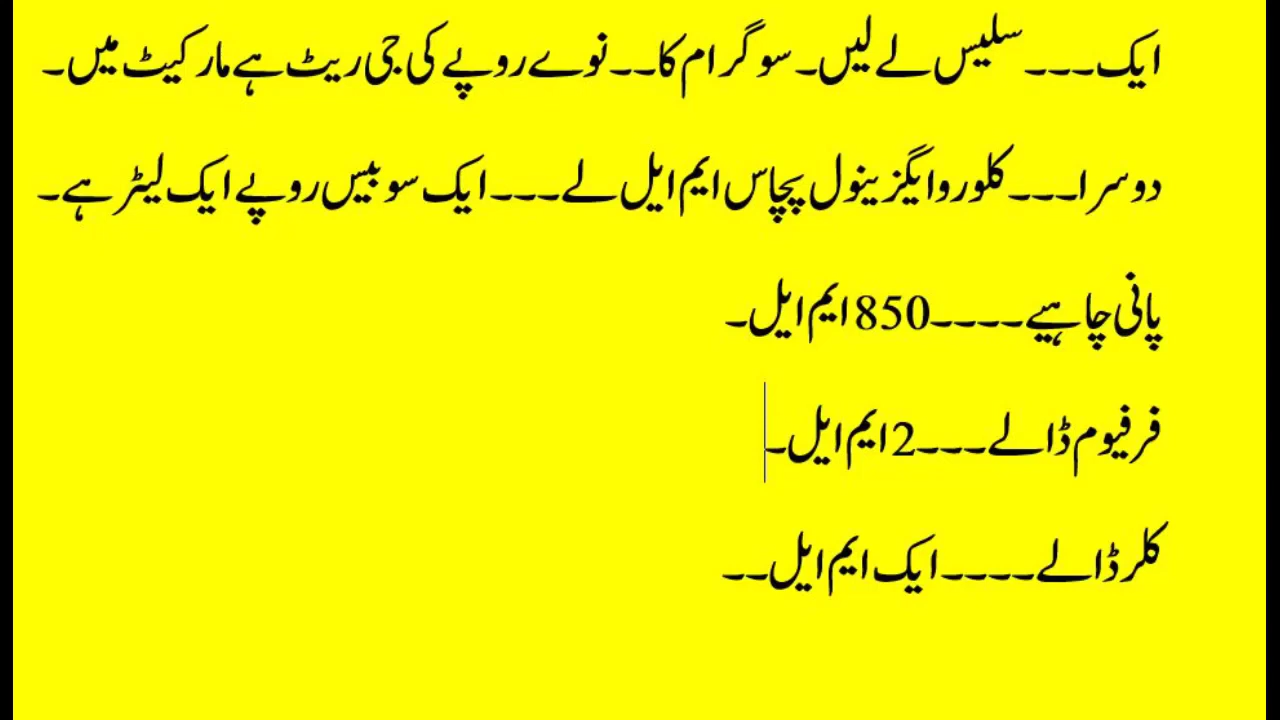 ایک۔۔۔ سلیس لے لیں۔ سو گرام کا۔۔ نوے روپے کی جی ریٹ ہے مارکیٹ میں۔
دوسرا۔۔۔ کلوروایگزینول پچاس ایم ایل لے۔۔۔ ایک سو بیس روپے ایک لیٹر ہے۔
پانی چاہیے۔۔۔۔850 ایم ایل۔
فرفیوم ڈالے۔۔۔2 ایم ایل۔
کلر ڈالے۔۔۔۔ ایک ایم ایل۔۔